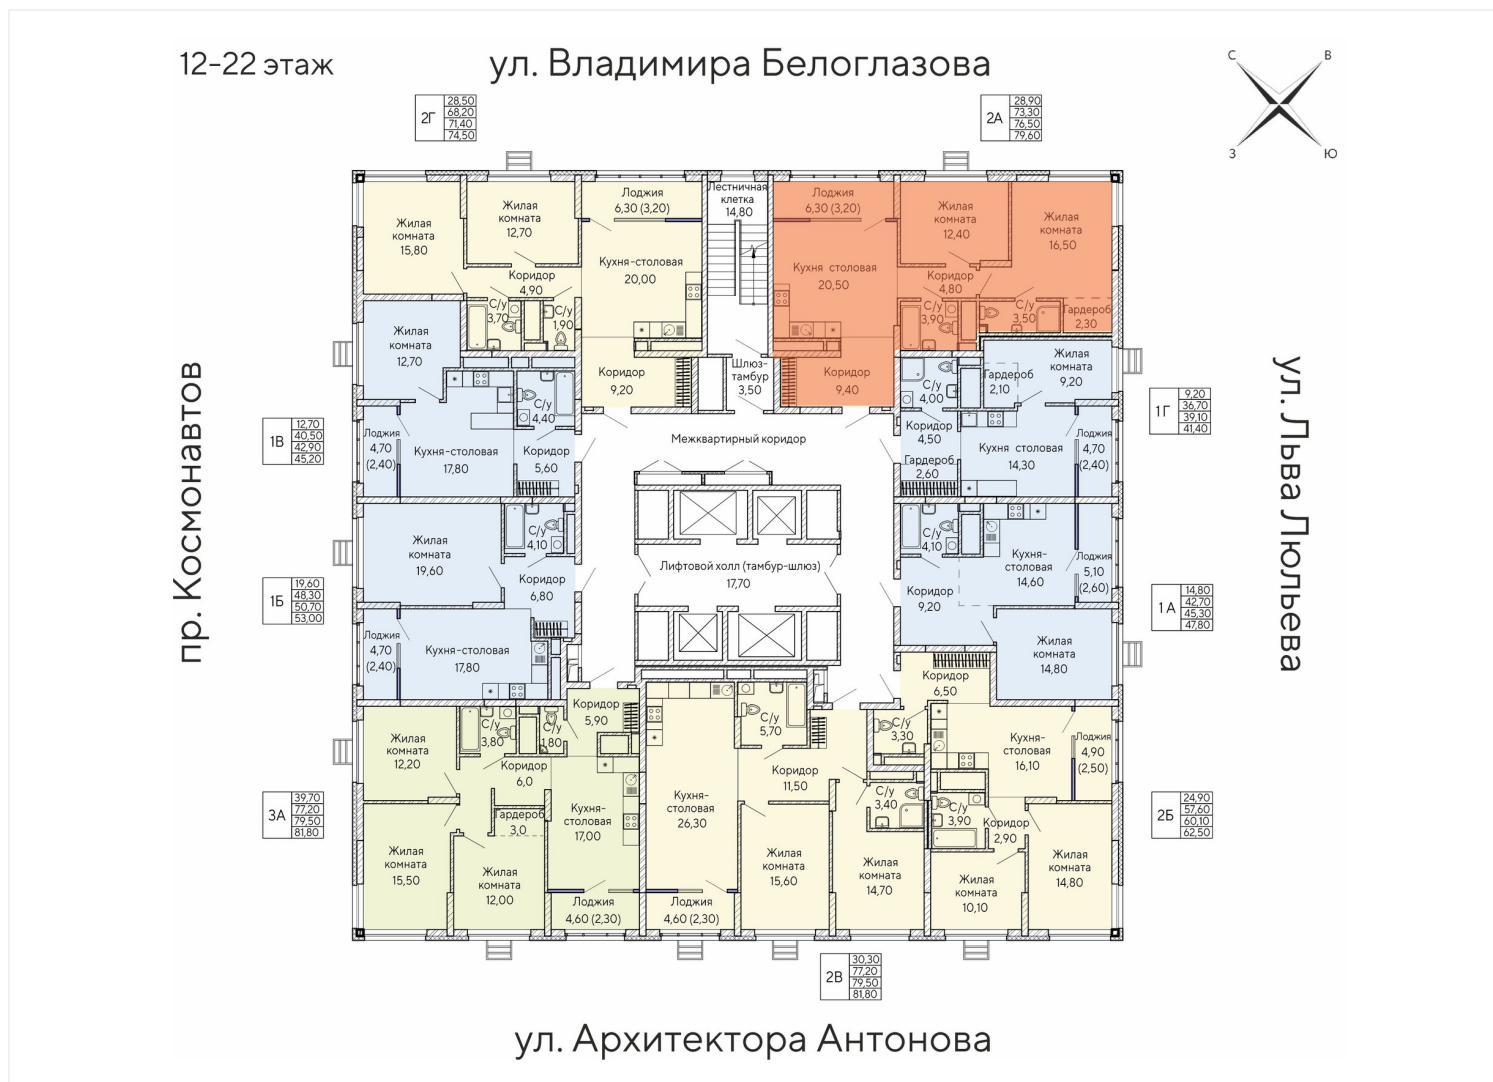 12-22 этаж
ул. Владимира Белоглазова
С
В
З
Ю
2Г
28,50
68,20
71,40
74,50
2А
28,90
73,30
76,50
79,60
Жилая
комната
15,80
Жилая
комната
12,70
Лоджия
6,30 (3,20)
Лестничная
клетка
14,80
Лоджия
6,30 (3,20)
Жилая
комната
12,40
Жилая
комната
16,50
Коридор
4,90
Кухня-столовая
20,00
Кухня столовая
20,50
Коридор
4,80
С/у
3,70
С/у
1,90
С/у
3,90
С/у
3,50
Гардероб
2,30
Жилая
комната
12,70
Коридор
9,20
Шлюз-
тамбур
3,50
Коридор
9,40
С/у
4,00
Гардероб
2,10
Жилая
комната
9,20
пр. Космонавтов
ул. Льва Люльева
1В
12,70
40,50
42,90
45,20
1Г
9,20
36,70
39,10
41,40
Лоджия
4,70
(2,40)
Кухня-столовая
17,80
С/у
4,40
Коридор
5,60
Межквартирный коридор
Коридор
4,50
Гардероб
2,60
Кухня столовая
14,30
Лоджия
4,70
(2,40)
Жилая
комната
19,60
С/у
4,10
Коридор
6,80
Лифтовой холл (тамбур-шлюз)
17,70
С/у
4,10
Кухня-
столовая
14,60
Лоджия
5,10
(2,60)
Коридор
9,20
1Б
19,60
48,30
50,70
53,00
1А
14,80
42,70
45,30
47,80
Лоджия
4,70
(2,40)
Кухня-столовая
17,80
Жилая
комната
14,80
Коридор
6,50
Жилая
комната
12,20
С/у
3,80
С/у
1,80
Коридор
5,90
С/у
5,70
С/у
3,30
Кухня-
столовая
16,10
Лоджия
4,90
(2,50)
Коридор
6,0
Коридор
11,50
3А
39,70
77,20
79,50
81,80
2Б
24,90
57,60
60,10
62,50
Гардероб
3,0
Кухня-
столовая
17,00
Кухня-
столовая
26,30
С/у
3,40
С/у
3,90
Коридор
2,90
Жилая
комната
15,50
Жилая
комната
12,00
Жилая
комната
15,60
Жилая
комната
14,70
Жилая
комната
10,10
Жилая
комната
14,80
Лоджия
4,60 (2,30)
Лоджия
4,60 (2,30)
2В
30,30
77,20
79,50
81,80
ул. Архитектора Антонова